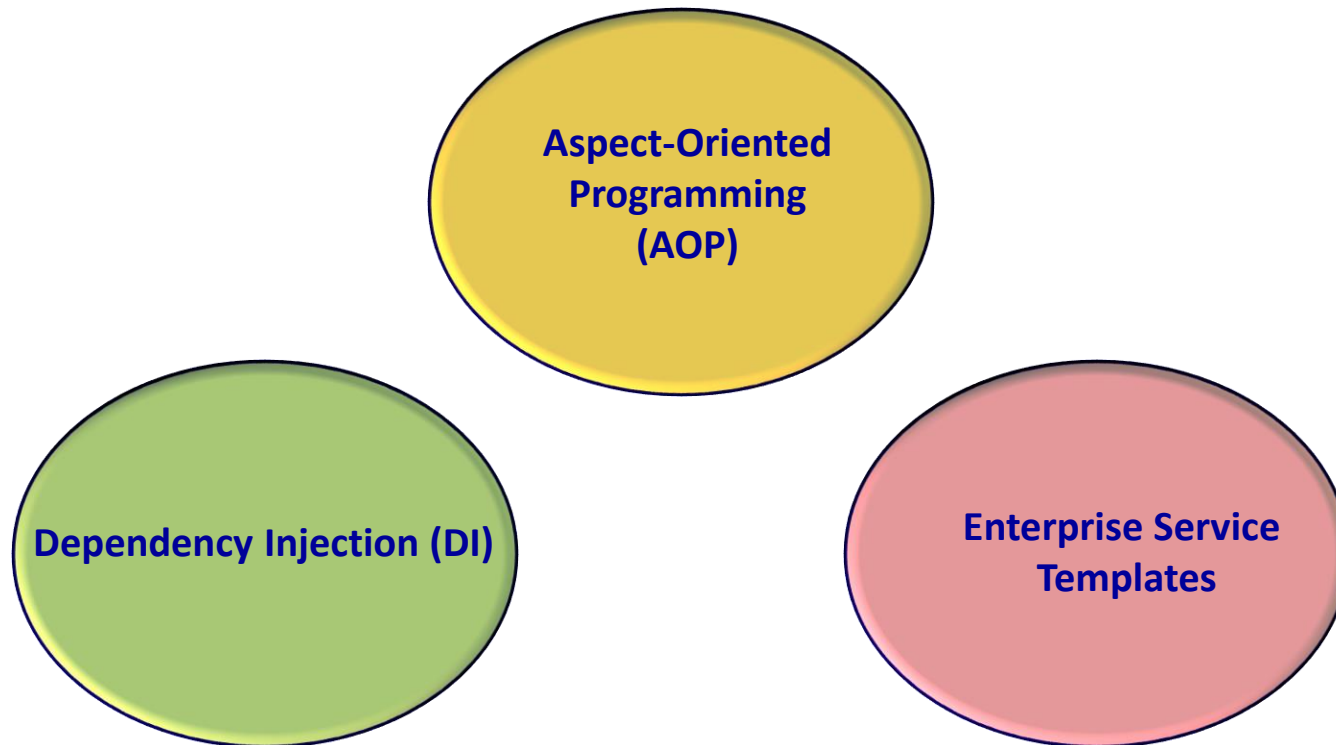 Aspect-Oriented
Programming
(AOP)
Dependency Injection (DI)
Enterprise Service
Templates